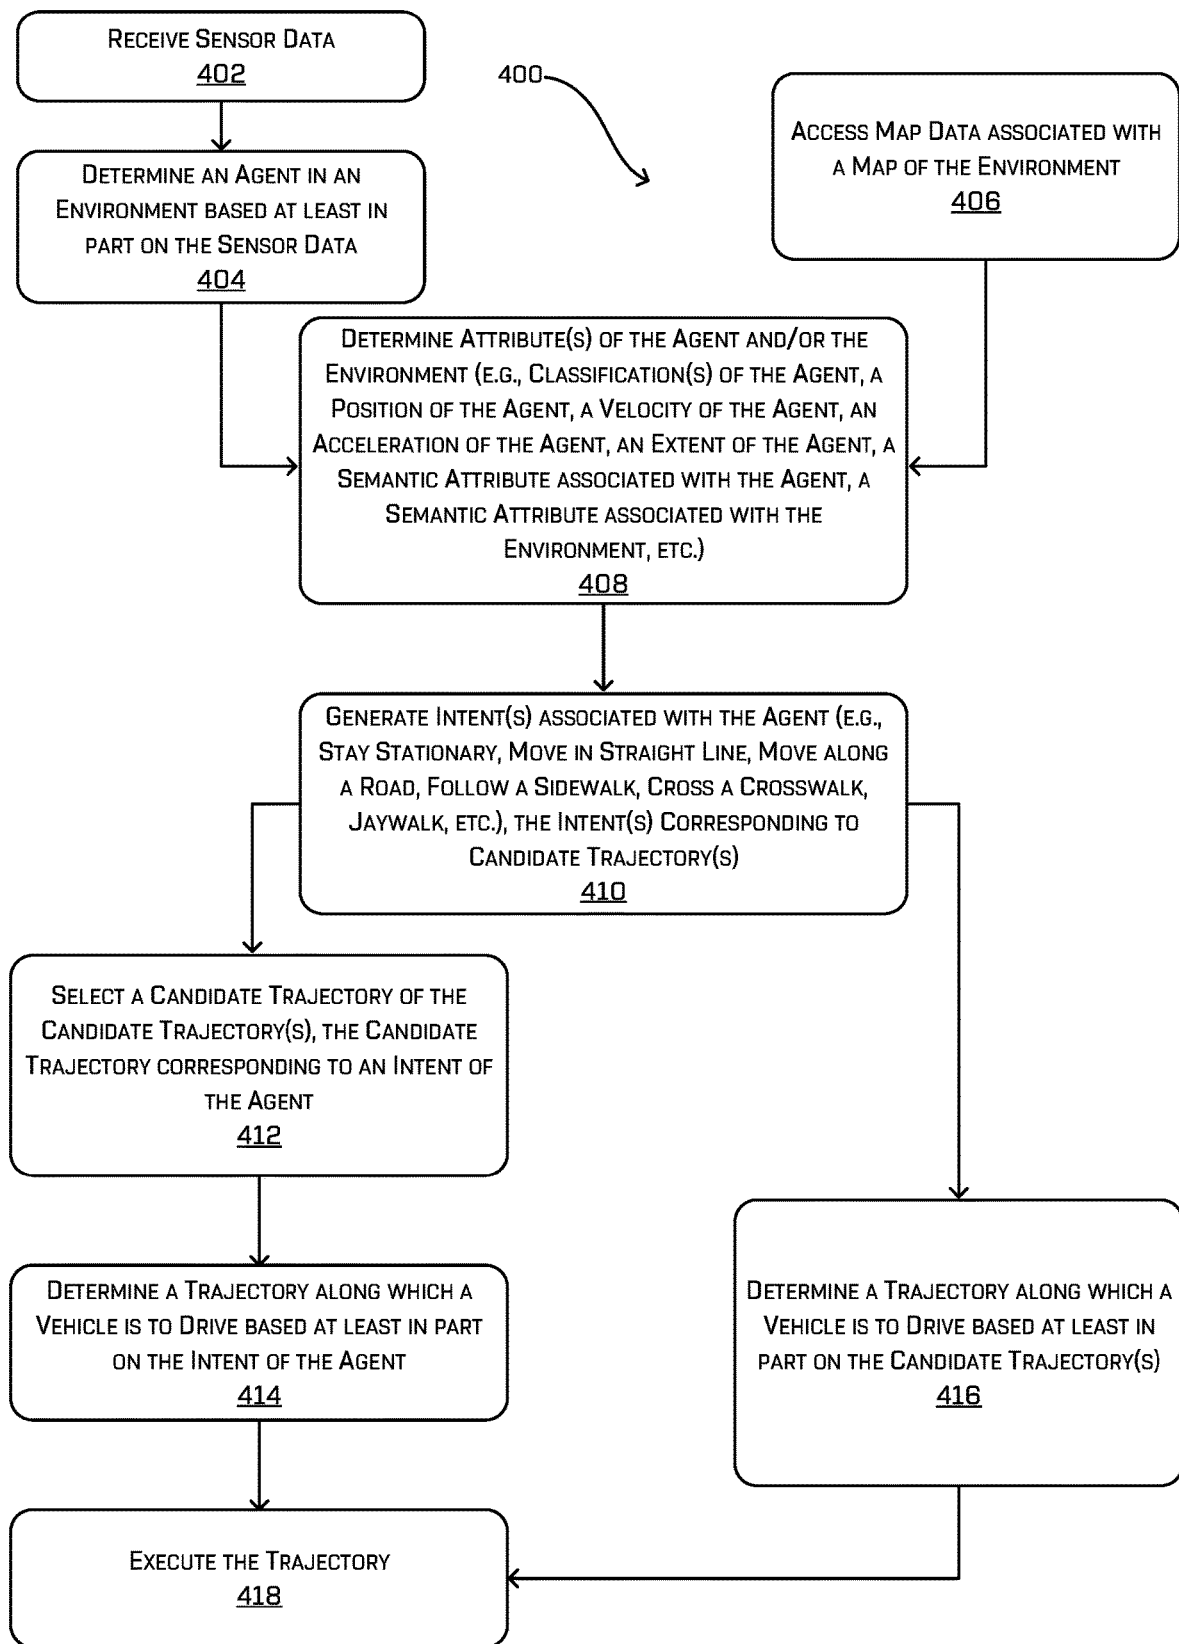 Receive Sensor Data
402
400
Access Map Data associated with
a Map of the Environment
406
Determine an Agent in an
Environment based at least in
part on the Sensor Data
404
Determine Attribute(s) of the Agent and/or the
Environment (e.g., Classification(s) of the Agent, a
Position of the Agent, a Velocity of the Agent, an
Acceleration of the Agent, an Extent of the Agent, a
Semantic Attribute associated with the Agent, a
Semantic Attribute associated with the
Environment, etc.)
408
Generate Intent(s) associated with the Agent (e.g.,
Stay Stationary, Move in Straight Line, Move along
a Road, Follow a Sidewalk, Cross a Crosswalk,
Jaywalk, etc.), the Intent(s) Corresponding to
Candidate Trajectory(s)
410
Select a Candidate Trajectory of the
Candidate Trajectory(s), the Candidate
Trajectory corresponding to an Intent of
the Agent
412
Determine a Trajectory along which a
Vehicle is to Drive based at least in part
on the Intent of the Agent
414
Determine a Trajectory along which a
Vehicle is to Drive based at least in
part on the Candidate Trajectory(s)
416
Execute the Trajectory
418